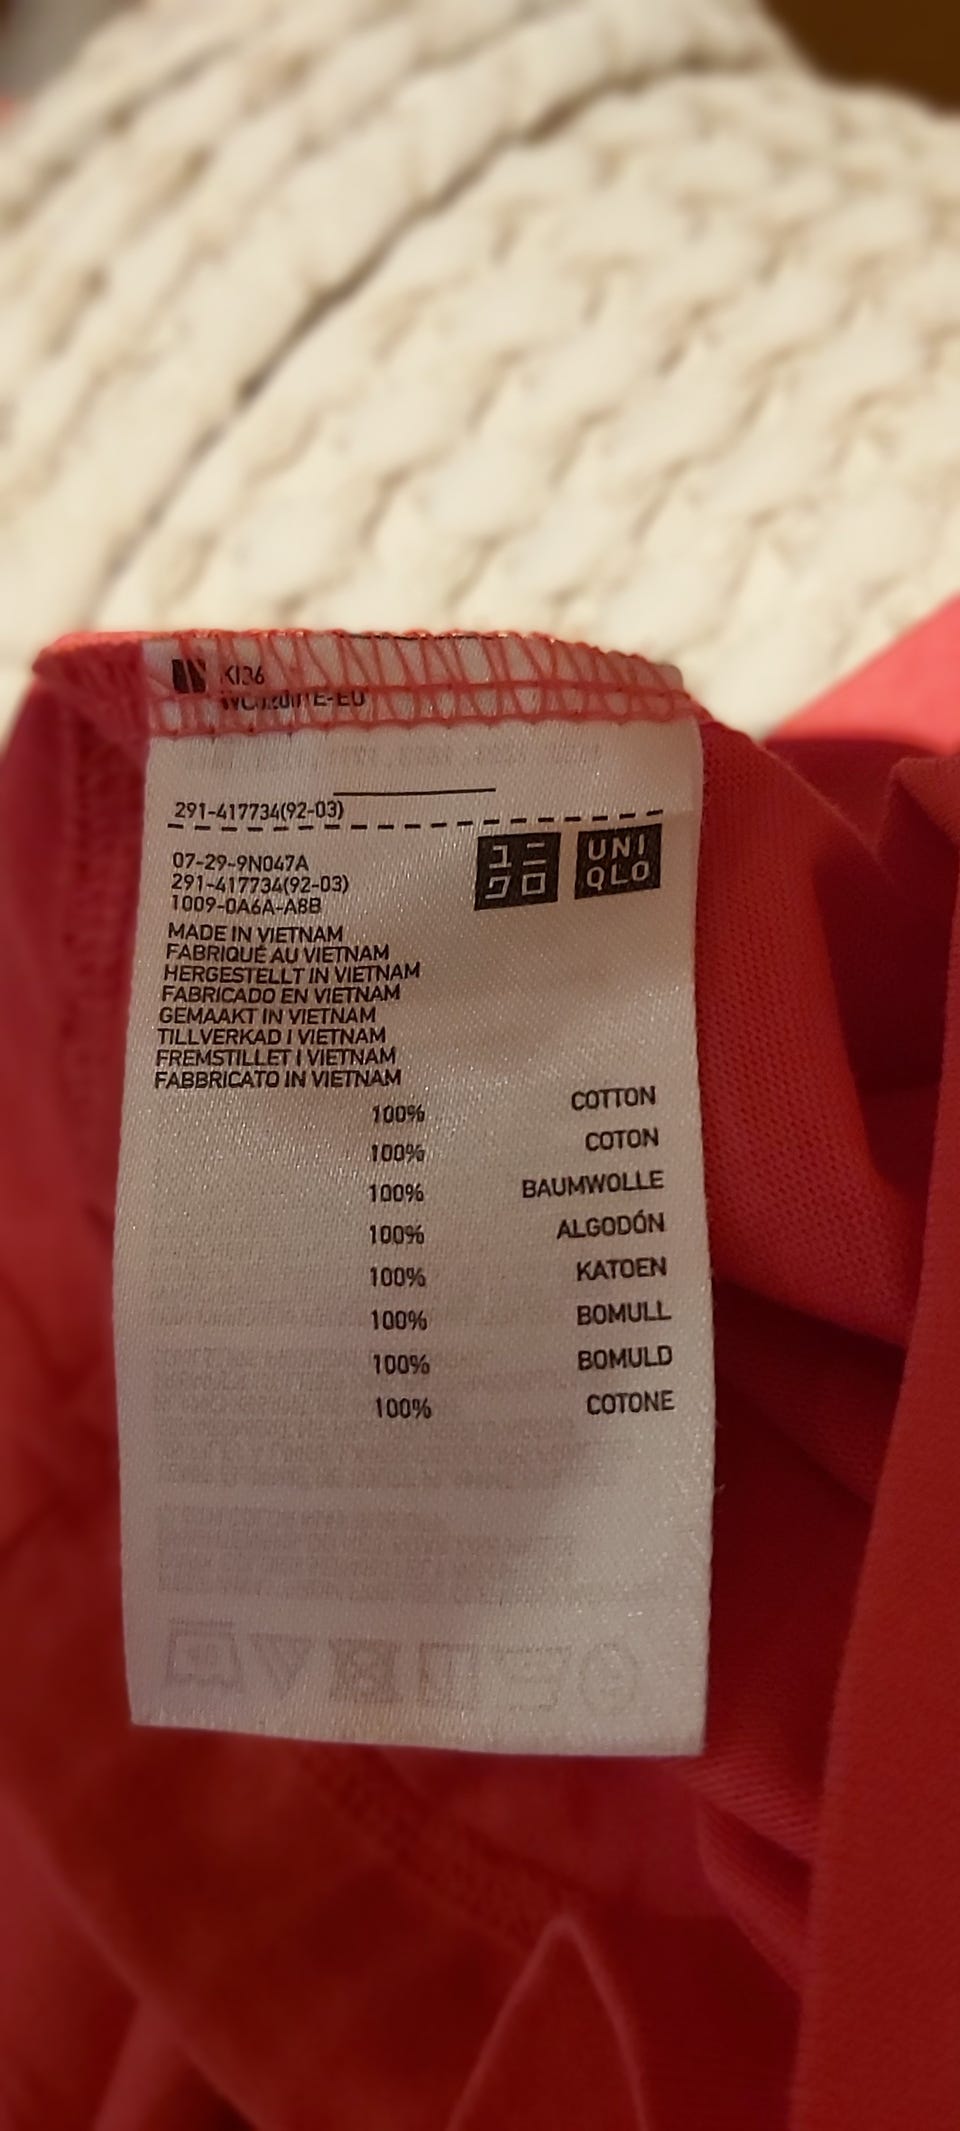 291-417734(92-03)
07-29-9N047A
291-417734(92-03)
1009-0A6A-A8B
ユニ
クロ
UNI
QLO
MADE IN VIETNAM
FABRIQUÉ AU VIETNAM
HERGESTELLT IN VIETNAM
FABRICADO EN VIETNAM
GEMAAKT IN VIETNAM
TILLVERKAD I VIETNAM
FREMSTILLET I VIETNAM
FABBRICATO IN VIETNAM
100% COTTON
100% COTON
100% BAUMWOLLE
100% ALGODÓN
100% KATOEN
100% BOMULL
100% BOMULD
100% COTONE